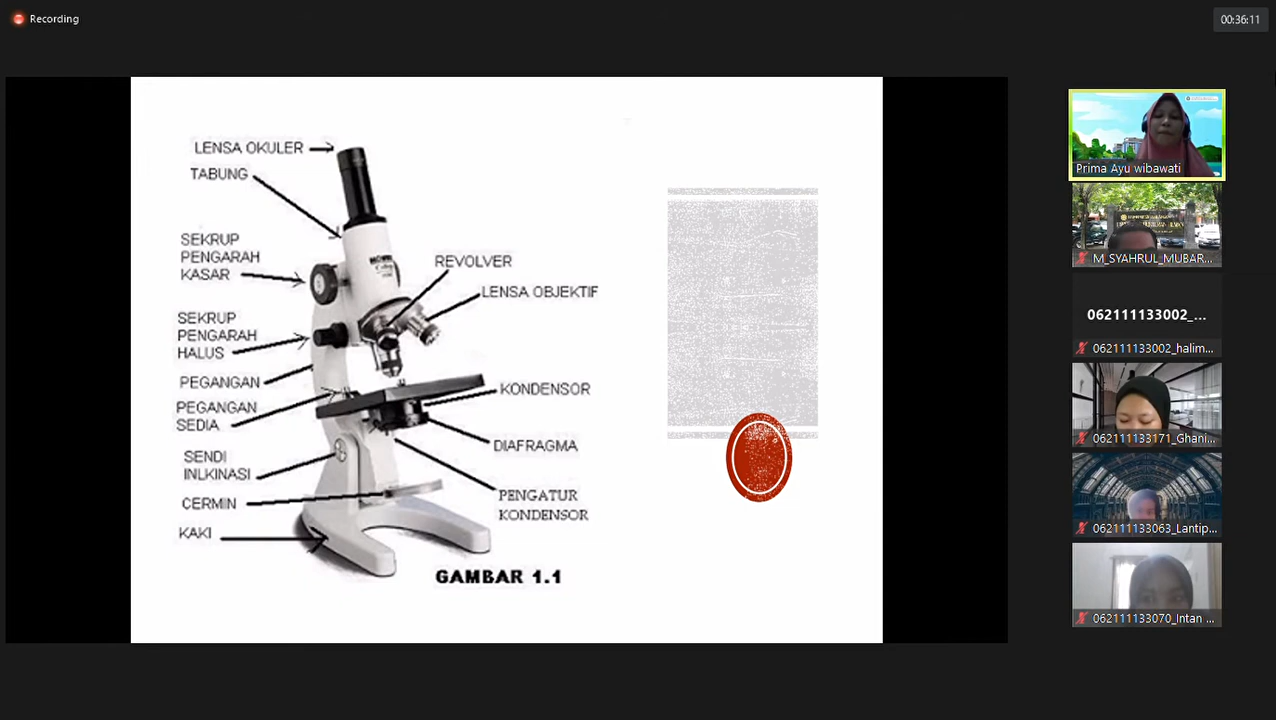 Recording
00:36:11
LENSA OKULER
TABUNG
SEKRUP
PENGARAH
KASAR
REVOLVER
LENSA OBJEKTIF
SEKRUP
PENGARAH
HALUS
PEGANGAN
KONDENSOR
PEGANGAN
SEDIA
DIAFRAGMA
SENDI
INLKINASI
CERMIN
PENGATUR
KONDENSOR
KAKI
GAMBAR 1.1
Prima Ayu wibawati
M_SYAHRUL_MUBAR...
062111133002_...
062111133002_halim...
062111133171_Ghani...
062111133063_Lantip...
062111133070_Intan ...